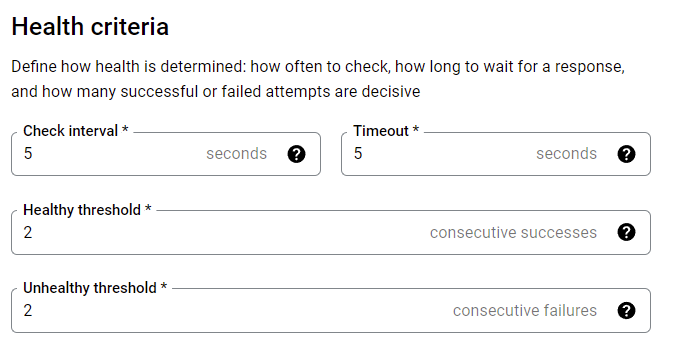 Health criteria
Define how health is determined: how often to check, how long to wait for a response,
and how many successful or failed attempts are decisive
Check interval * Timeout *
5 seconds ? 5 seconds ?
Healthy threshold *
2 consecutive successes ?
Unhealthy threshold *
2 consecutive failures ?